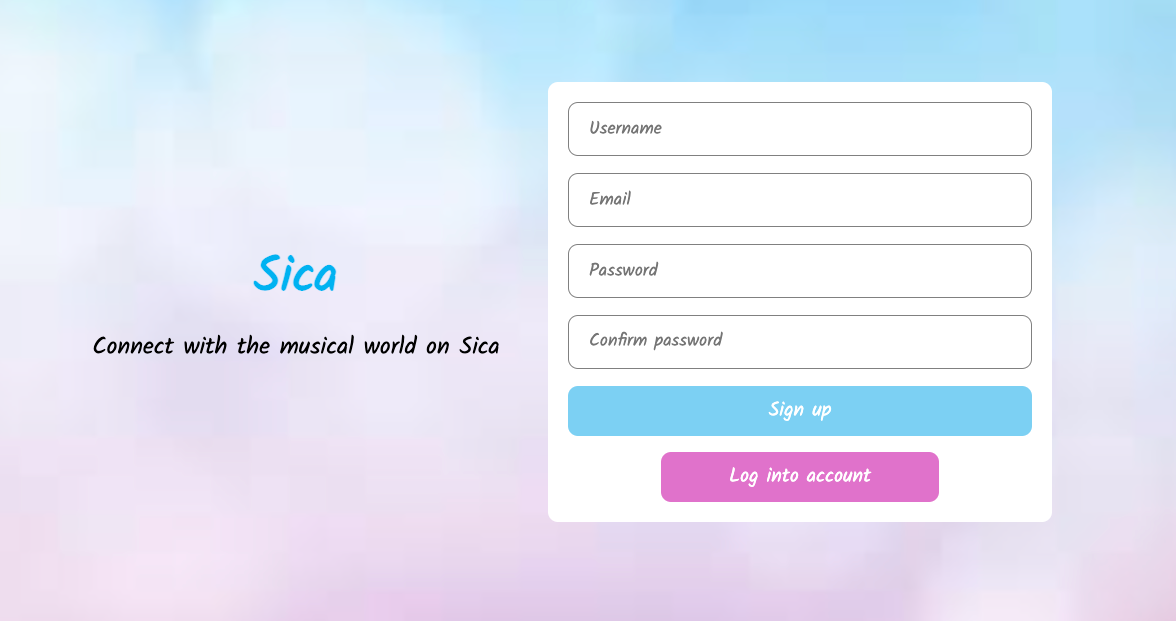 Sica
Connect with the musical world on Sica
Username
Email
Password
Confirm password
Sign up
Log into account